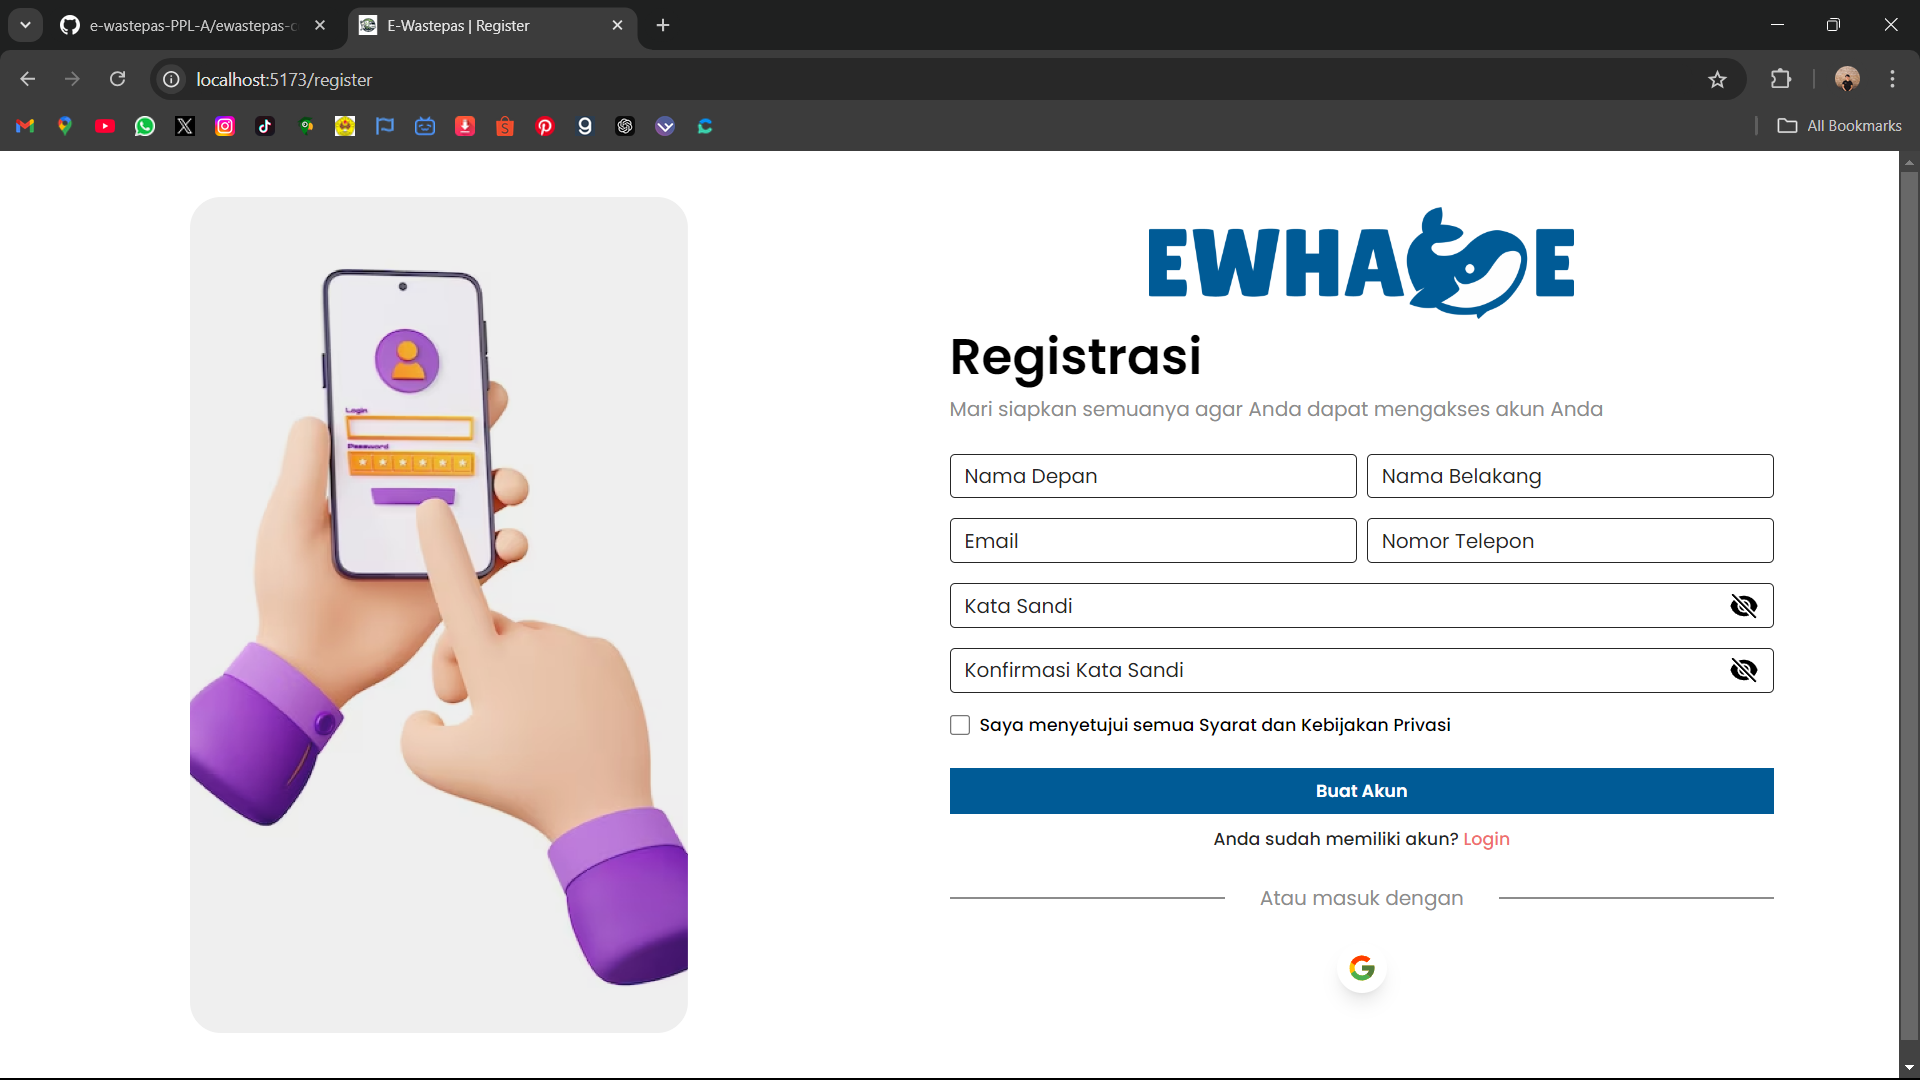 e-wastepas-PPL-A/ewastepas-c
E-Wastepas | Register
localhost:5173/register
All Bookmarks
EWHALE
Registrasi
Mari siapkan semuanya agar Anda dapat mengakses akun Anda
Login
Password
Nama Depan
Nama Belakang
Email
Nomor Telepon
Kata Sandi
Konfirmasi Kata Sandi
Saya menyetujui semua Syarat dan Kebijakan Privasi
Buat Akun
Anda sudah memiliki akun? Login
Atau masuk dengan